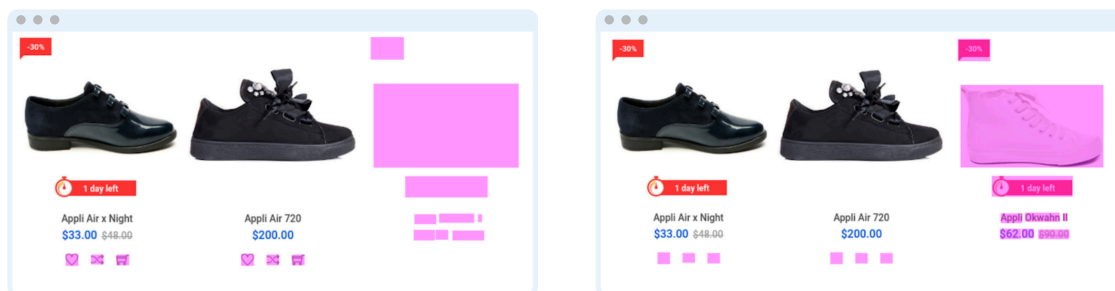 -30%
1 day left
Appli Air x Night
$33.00 $48.00
Appli Air 720
$200.00
-30%
-30%
1 day left
1 day left
Appli Air x Night
$33.00 $48.00
Appli Air 720
$200.00
Appli Okwahn II
$62.00 $90.00